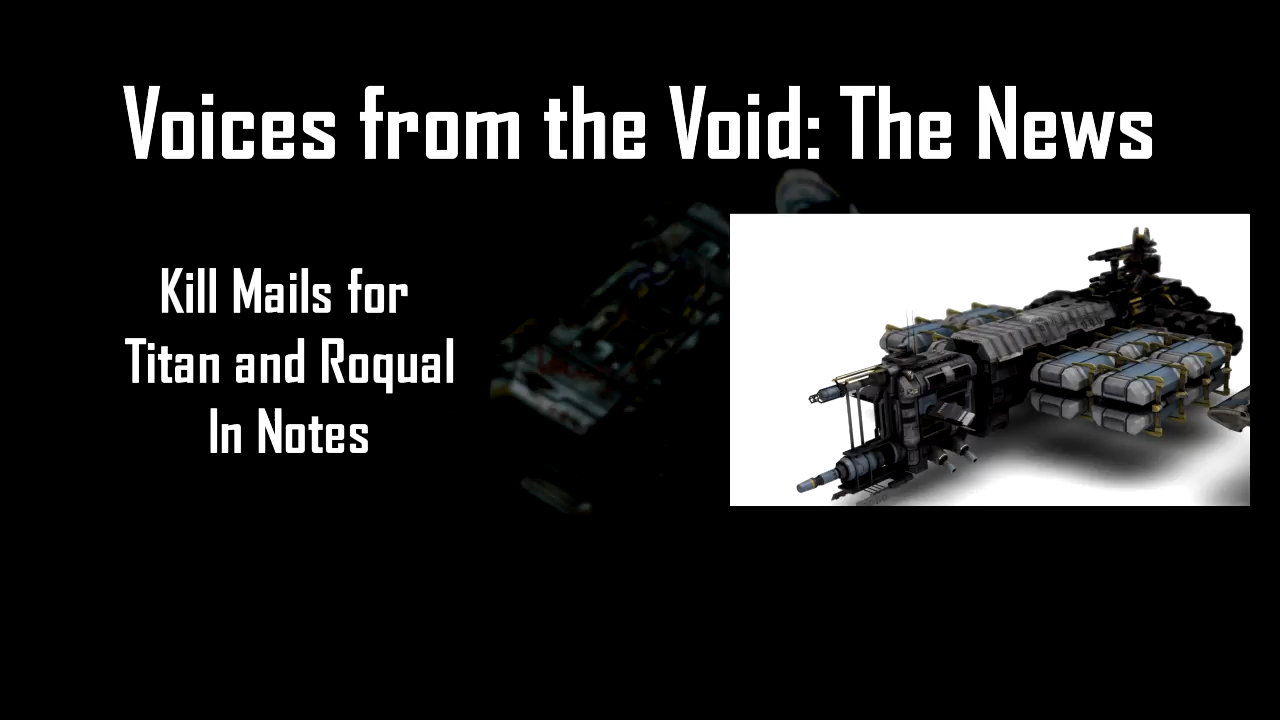 Voices from the Void: The News
Kill Mails for
Titan and Roqual
In Notes